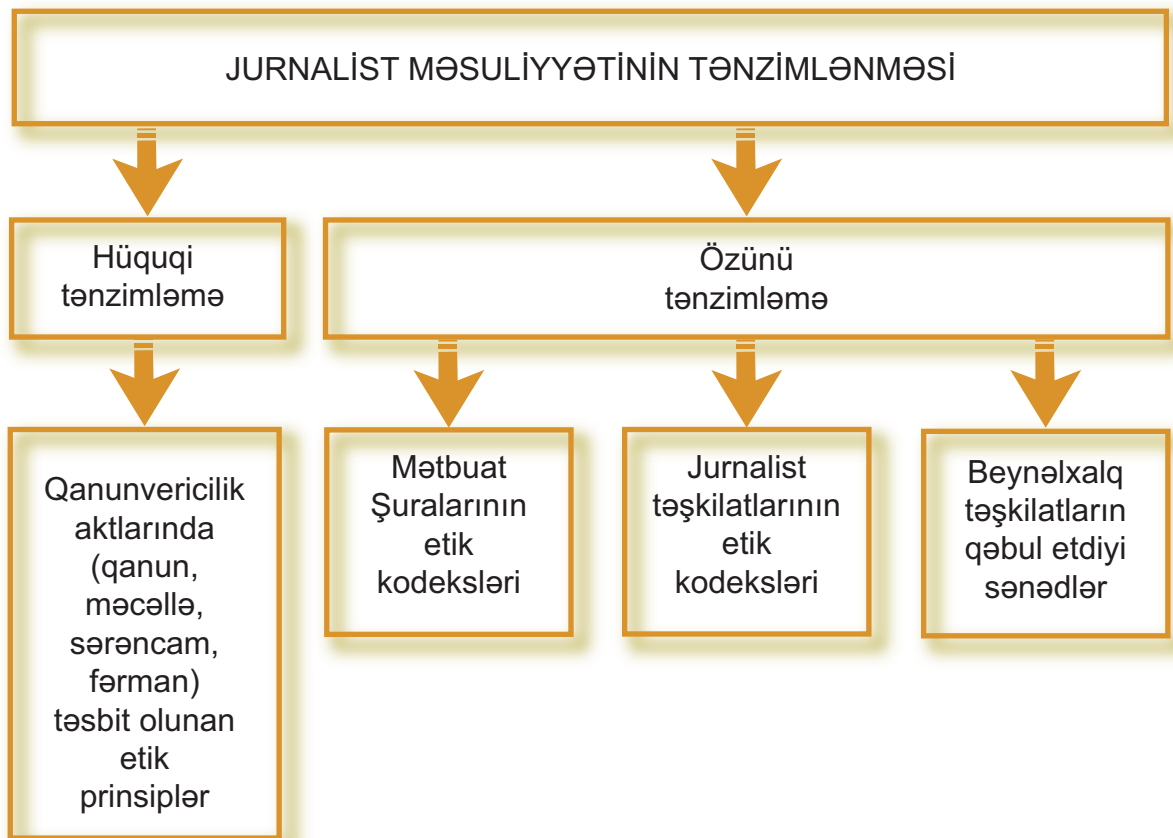 JURNALİST MƏSULİYYƏTİNİN TƏNZİMLƏNMƏSİ
Hüquqi
tənzimləmə
Özünü
tənzimləmə
Qanunvericilik
aktlarında
(qanun,
məcəllə,
sərəncam,
fərman)
təsbit olunan
etik
prinsiplər
Mətbuat
Şuralarının
etik
kodeksləri
Jurnalist
təşkilatlarının
etik
kodeksləri
Beynəlxalq
təşkilatların
qəbul etdiyi
sənədlər